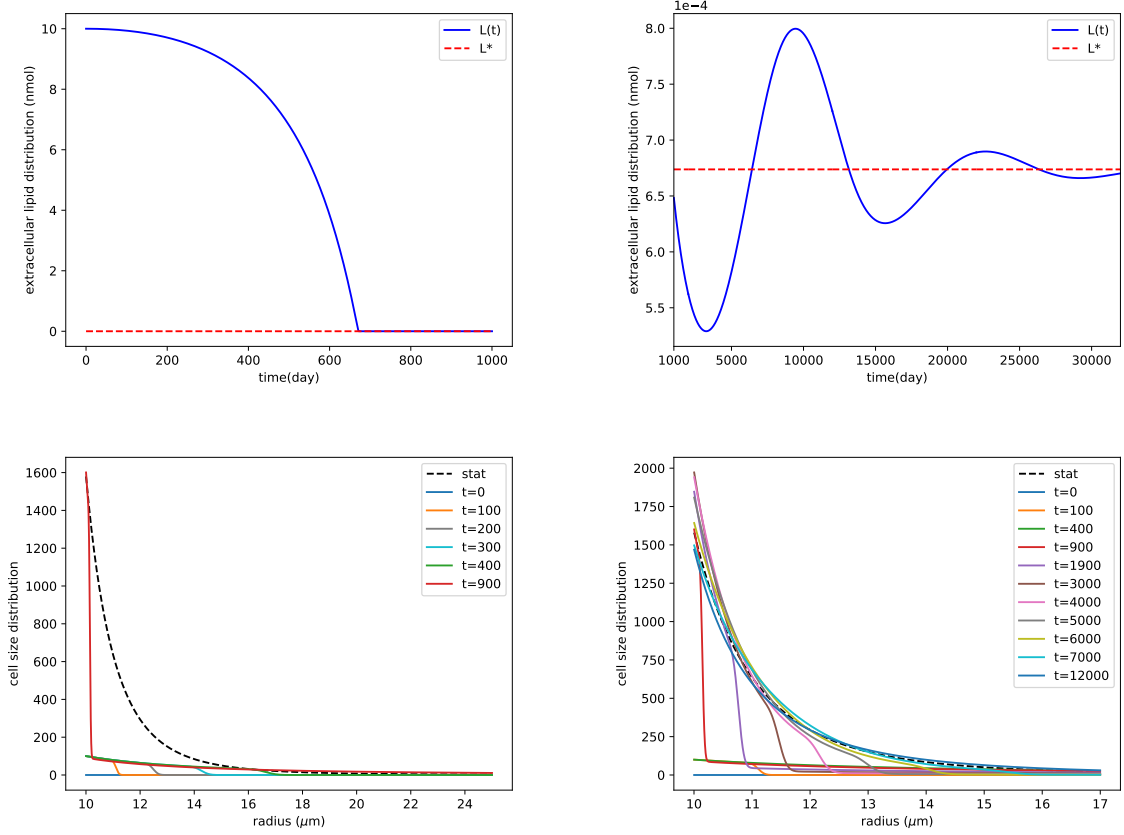 10
8
6
4
2
0
0
200
400
600
800
1000
time(day)
extracellular lipid distribution (nmol)
L(t)
L*
1e−4
8.0
7.5
7.0
6.5
6.0
5.5
1000
5000
10000
15000
20000
25000
30000
time(day)
extracellular lipid distribution (nmol)
L(t)
L*
1600
1400
1200
1000
800
600
400
200
0
10
12
14
16
18
20
22
24
radius (μm)
cell size distribution
stat
t=0
t=100
t=200
t=300
t=400
t=900
2000
1750
1500
1250
1000
750
500
250
0
10
11
12
13
14
15
16
17
radius (μm)
cell size distribution
stat
t=0
t=100
t=400
t=900
t=1900
t=3000
t=4000
t=5000
t=6000
t=7000
t=12000